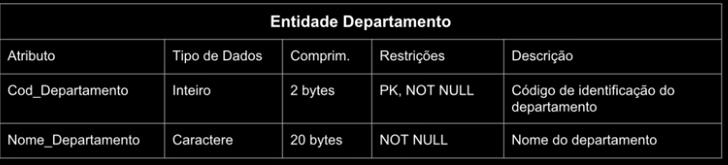 Entidade Departamento
Atributo Tipo de Dados Comprim. Restrições Descrição
Cod_Departamento Inteiro 2 bytes PK, NOT NULL Código de identificação do
departamento
Nome_Departamento Caractere 20 bytes NOT NULL Nome do departamento